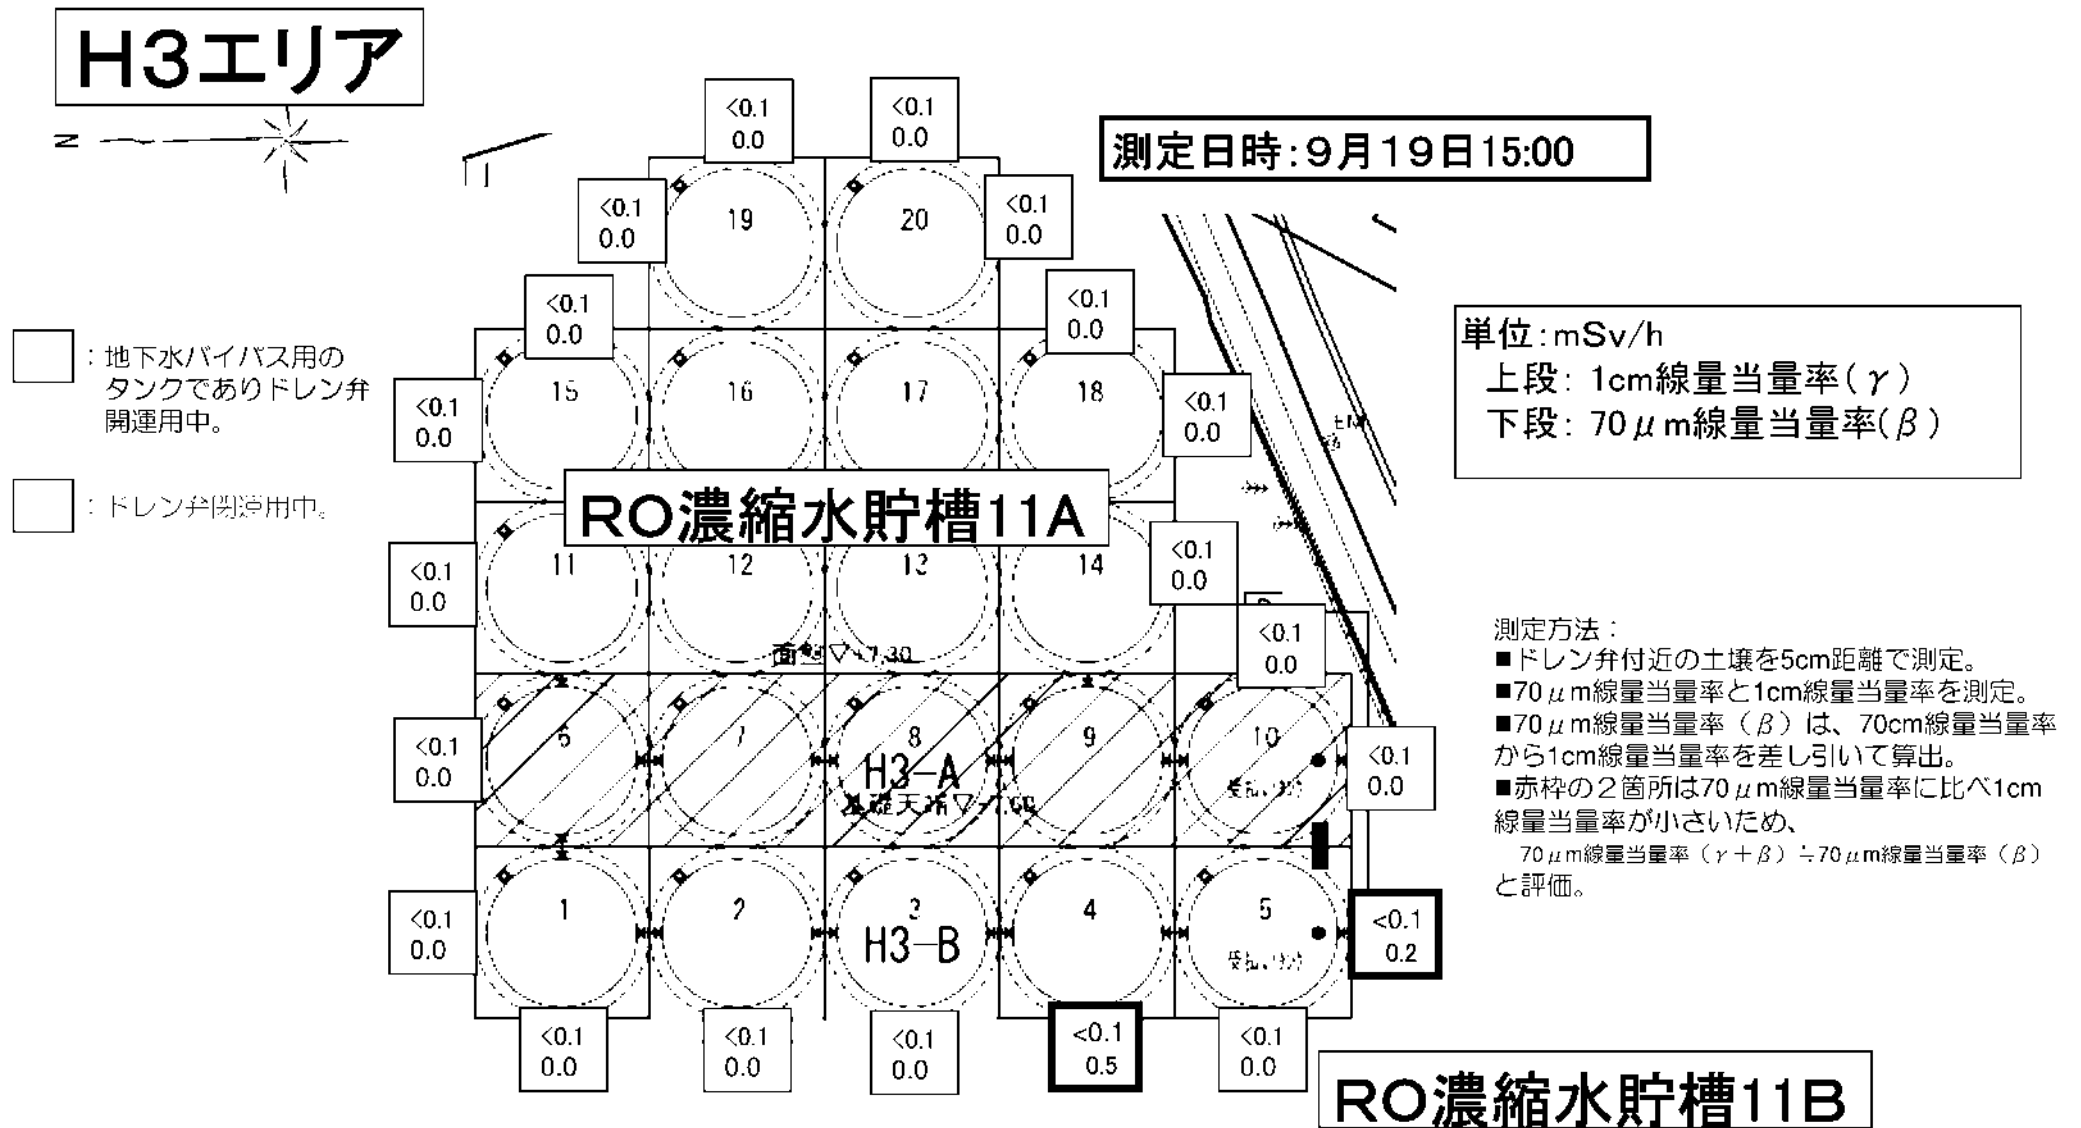 H3エリア
N
測定日時：9月19日15:00
<0.1
0.0
<0.1
0.0
<0.1
0.0
19
20
<0.1
0.0
<0.1
0.0
<0.1
0.0
単位：mSv/h
上段：1cm線量当量率（γ）
下段：70μm線量当量率（β）
：地下水バイパス用の
タンクでありドレン弁
開運用中。
<0.1
0.0
15
16
17
18
<0.1
0.0
：ドレン弁閉運用中。
RO濃縮水貯槽11A
<0.1
0.0
11
12
13
14
<0.1
0.0
<0.1
0.0
測定方法：
■ドレン弁付近の土壌を5cm距離で測定。
■70μm線量当量率と1cm線量当量率を測定。
■70μm線量当量率（β）は、70cm線量当量率
から1cm線量当量率を差し引いて算出。
■赤枠の２箇所は70μm線量当量率に比べ1cm
線量当量率が小さいため、
70μm線量当量率（γ＋β）≒70μm線量当量率（β）
と評価。
<0.1
0.0
6
7
8
9
10
H3-A
<0.1
0.0
<0.1
0.0
1
2
3
4
5
H3-B
<0.1
0.2
<0.1
0.0
<0.1
0.0
<0.1
0.0
<0.1
0.5
<0.1
0.0
RO濃縮水貯槽11B